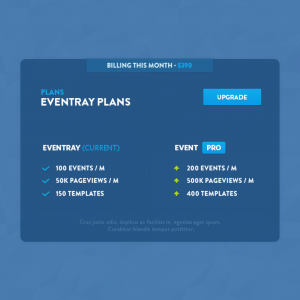 BILLING THIS MONTH - $399
PLANS
EVENTRAY PLANS
UPGRADE
EVENTRAY (CURRENT)
EVENT PRO
100 EVENTS / M
200 EVENTS / M
50K PAGEVIEWS / M
500K PAGEVIEWS / M
150 TEMPLATES
400 TEMPLATES
Cras justo odio, dapibus ac facilisis in, egestas eget quam.
Curabitur blandit tempus porttitor.